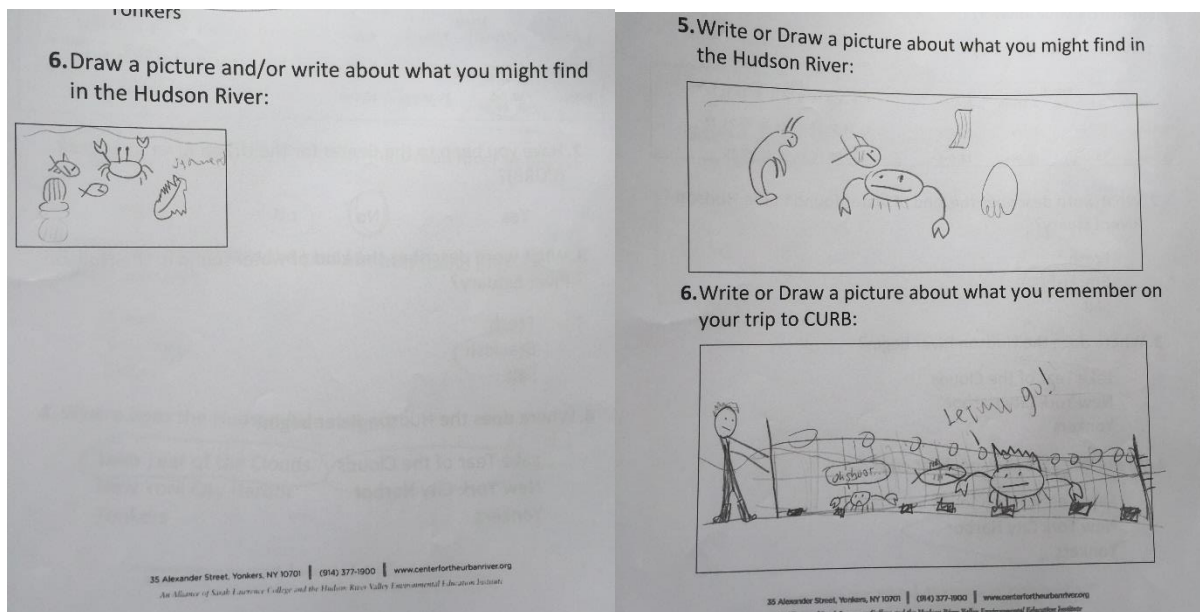 Yonkers
6. Draw a picture and/or write about what you might find
in the Hudson River:
35 Alexander Street, Yonkers, NY 10701 | (914) 377-1900 | www.centerfortheurbanriver.org
An Alliance of Sarah Lawrence College and the Hudson River Valley Environmental Education Institute
5. Write or Draw a picture about what you might find in
the Hudson River:
6. Write or Draw a picture about what you remember on
your trip to CURB:
Let me go!
35 Alexander Street, Yonkers, NY 10701 | (914) 377-1900 | www.centerfortheurbanriver.org